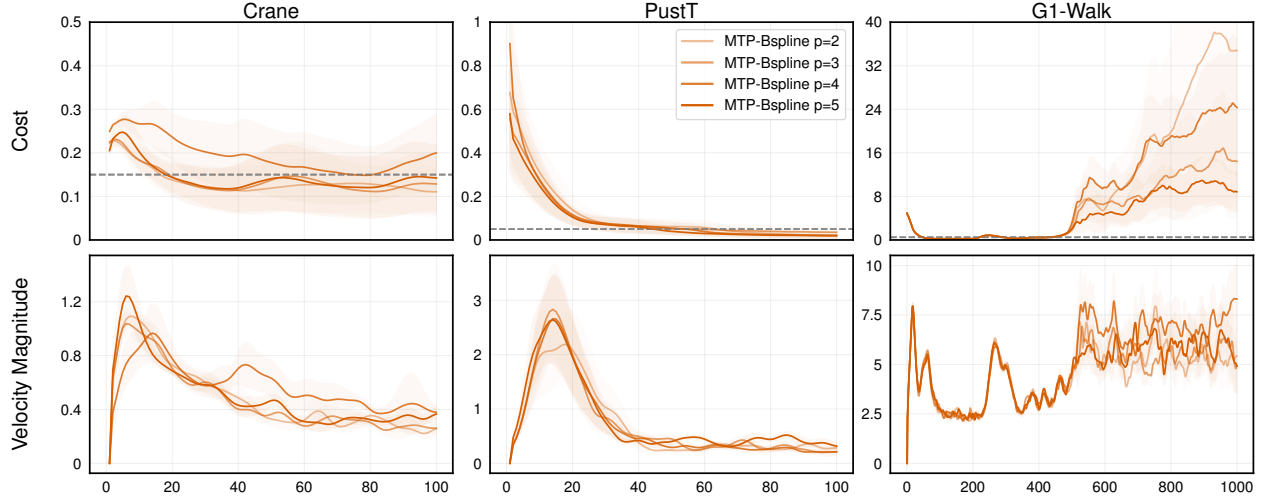 Crane
PustT
G1-Walk
Cost
0.5
0.4
0.3
0.2
0.1
0
1
0.8
0.6
0.4
0.2
0
MTP-Bspline p=2
MTP-Bspline p=3
MTP-Bspline p=4
MTP-Bspline p=5
40
32
24
16
8
0
Velocity Magnitude
1.2
0.8
0.4
0
3
2
1
0
10
7.5
5
2.5
0
0 20 40 60 80 100
0 20 40 60 80 100
0 200 400 600 800 1000